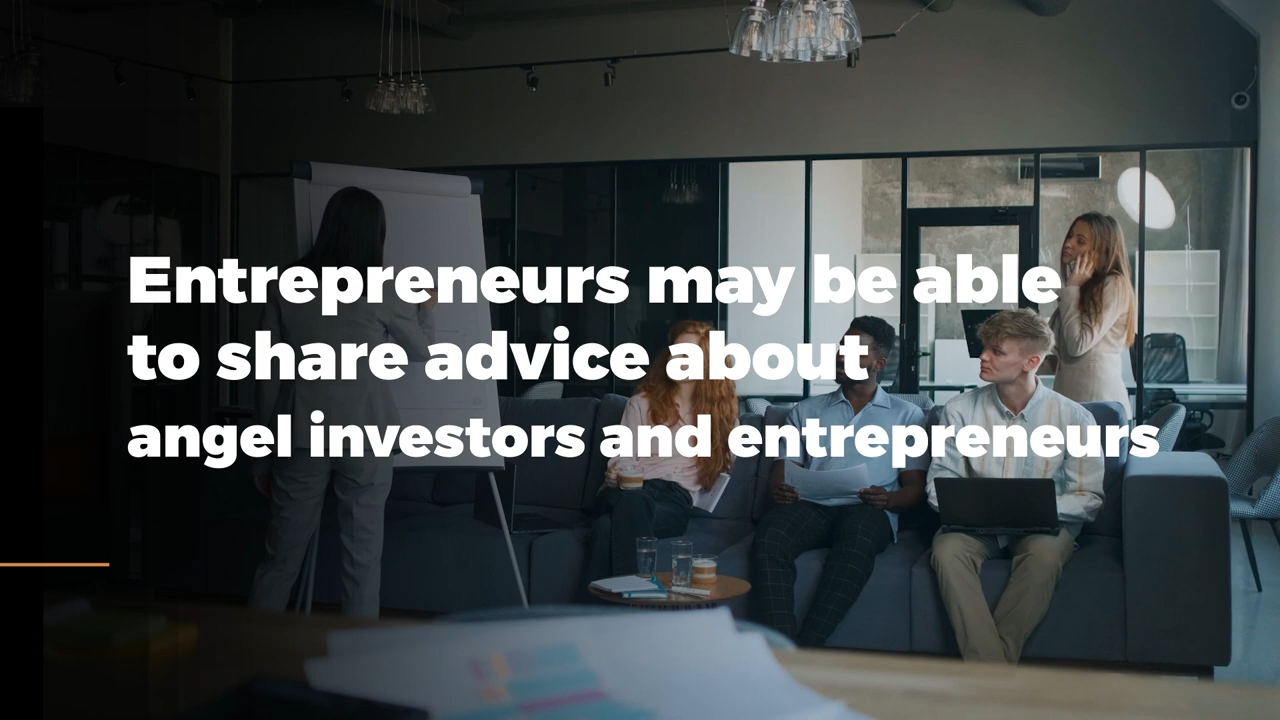 Entrepreneurs may be able
to share advice about
angel investors and entrepreneurs